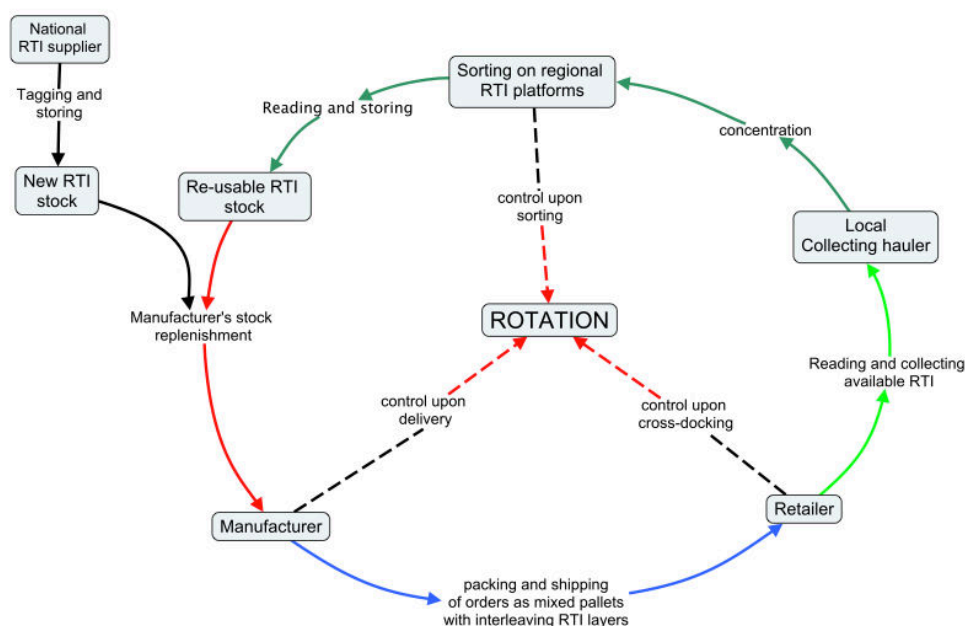 National
RTI supplier
Tagging and
storing
New RTI
stock
Sorting on regional
RTI platforms
Reading and storing
Re-usable RTI
stock
concentration
control upon
sorting
Local
Collecting hauler
ROTATION
Manufacturer's stock
replenishment
Reading and collecting
available RTI
control upon
delivery
control upon
cross-docking
Manufacturer
Retailer
packing and shipping
of orders as mixed pallets
with interleaving RTI layers